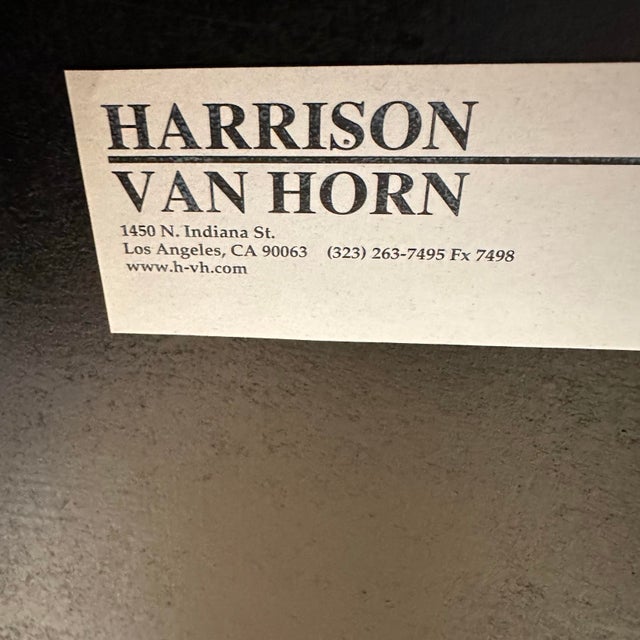 HARRISON
VAN HORN
1450 N. Indiana St.
Los Angeles, CA 90063 (323) 263-7495 Fx 7498
www.h-vh.com